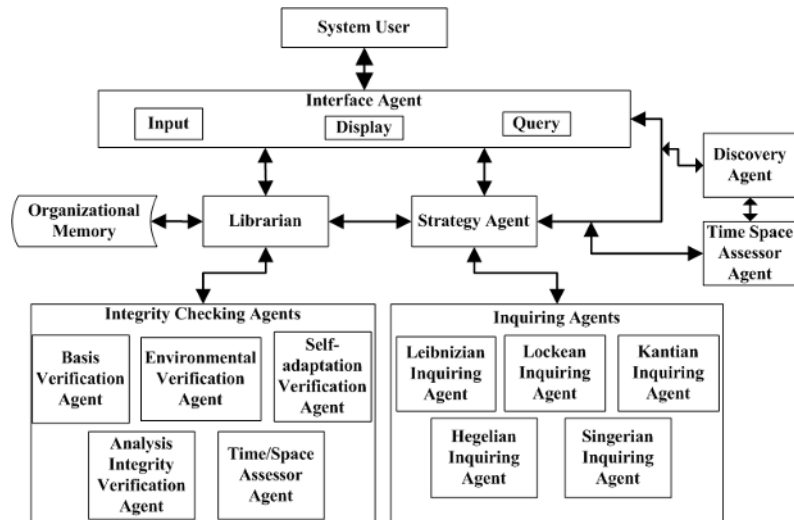 System User
Interface Agent
Input
Display
Query
Discovery
Agent
Organizational
Memory
Librarian
Strategy Agent
Time Space
Assessor
Agent
Integrity Checking Agents
Basis
Verification
Agent
Environmental
Verification
Agent
Self-
adaptation
Verification
Agent
Analysis
Integrity
Verification
Agent
Time/Space
Assessor
Agent
Inquiring Agents
Leibnizian
Inquiring
Agent
Lockean
Inquiring
Agent
Kantian
Inquiring
Agent
Hegelian
Inquiring
Agent
Singerian
Inquiring
Agent